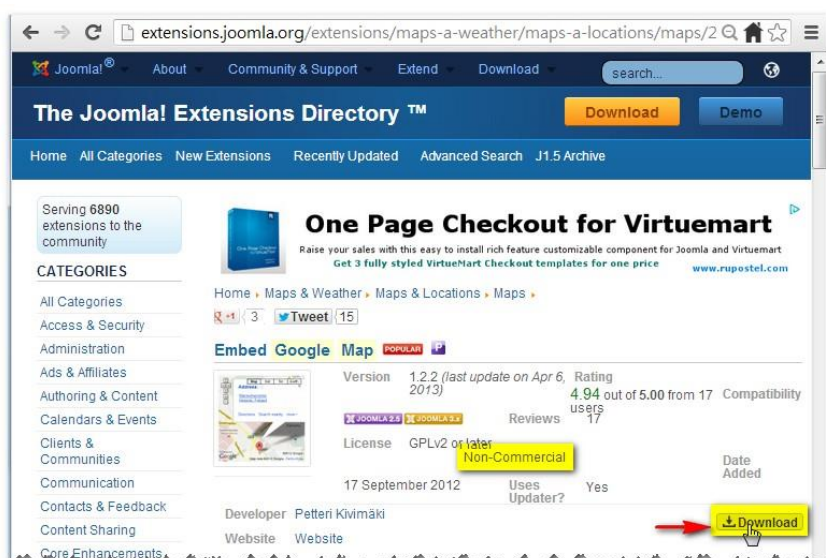 extensions.joomla.org/extensions/maps-a-weather/maps-a-locations/maps/2
Joomla!® About Community & Support Extend Download search...
The Joomla! Extensions Directory ™ Download Demo
Home All Categories New Extensions Recently Updated Advanced Search J1.5 Archive
Serving 6890
extensions to the
community
CATEGORIES
All Categories
Access & Security
Administration
Ads & Affiliates
Authoring & Content
Calendars & Events
Clients &
Communities
Communication
Contacts & Feedback
Content Sharing
Core Enhancements
One Page Checkout for Virtuemart
Raise your sales with this easy to install rich feature customizable component for Joomla and Virtuemart
Get 3 fully styled VirtueMart Checkout templates for one price
www.rupostel.com
Home Maps & Weather Maps & Locations Maps
+1 3 Tweet 15
Embed Google Map POPULAR P
Version 1.2.2 (last update on Apr 6, 2013)
Rating
4.94 out of 5.00 from 17 users
Compatibility
JOOMLA 2.5 JOOMLA 3.x
Reviews 17
License GPLv2 or later
Non-Commercial
Date Added
17 September 2012
Uses Updater? Yes
Developer Petteri Kivimäki
Download
Website Website